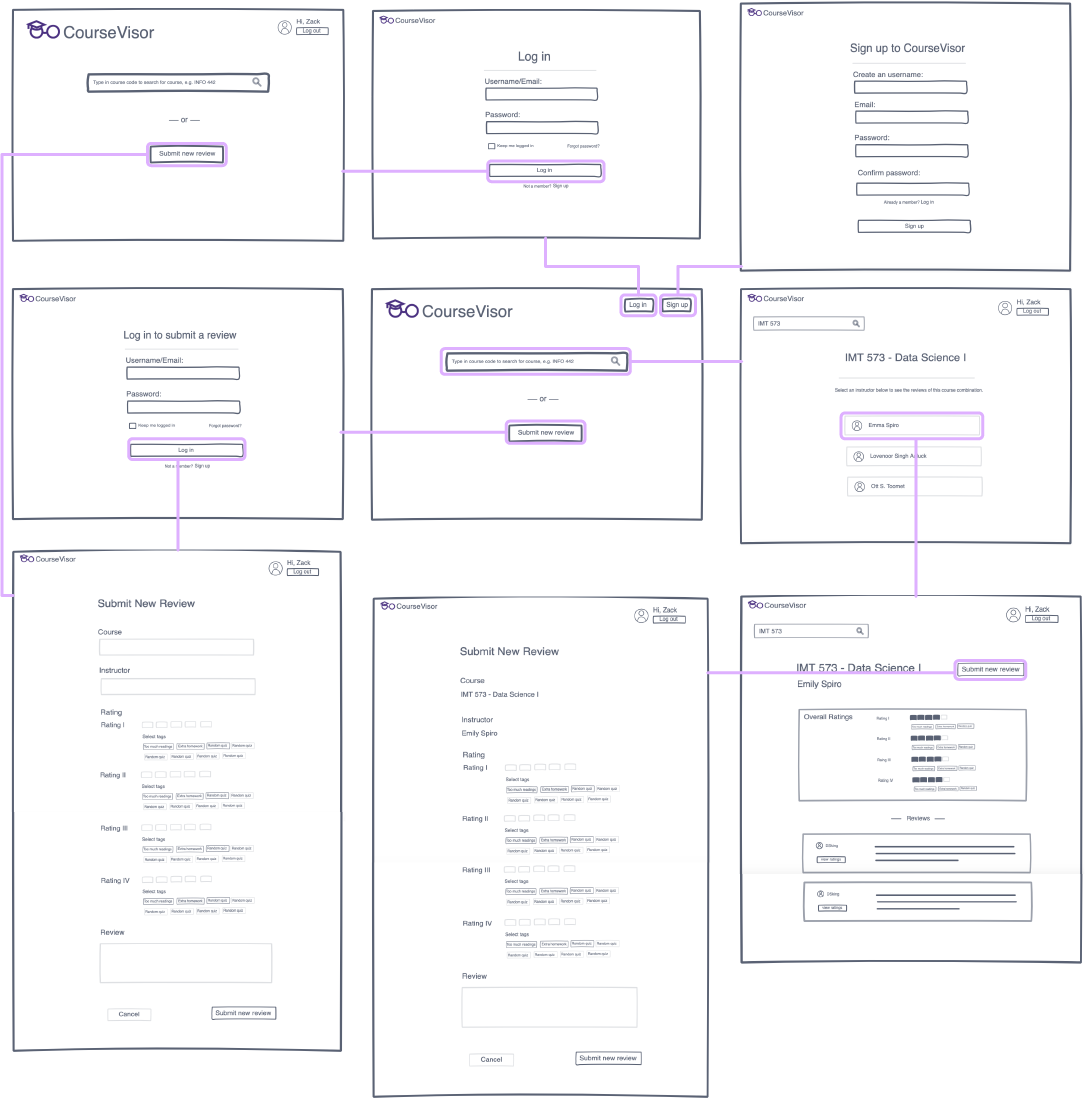 CourseVisor
Hi, Zack
Log out
Type in course code to search for course, e.g. INFO 442
or
Submit new review
CourseVisor
Log in
Username/Email:
Password:
Keep me logged in Forgot password?
Log in
Not a member? Sign up
CourseVisor
Sign up to CourseVisor
Create an username:
Email:
Password:
Confirm password:
Already a member? Log in
Sign up
CourseVisor
Log in to submit a review
Username/Email:
Password:
Keep me logged in Forgot password?
Log in
Not a member? Sign up
CourseVisor
Log in Sign up
Type in course code to search for course, e.g. INFO 442
or
Submit new review
CourseVisor
Hi, Zack
Log out
IMT 573
IMT 573 - Data Science I
Select an instructor below to see the reviews of this course combination.
Emma Spiro
Lovenoor Singh
Ott S. Toomet
CourseVisor
Hi, Zack
Log out
Submit New Review
Course
Instructor
Rating
Rating I
Select tags
Too much readings Extra homework Random quiz Random quiz
Random quiz Random quiz Random quiz Random quiz
Rating II
Select tags
Too much readings Extra homework Random quiz Random quiz
Random quiz Random quiz Random quiz Random quiz
Rating III
Select tags
Too much readings Extra homework Random quiz Random quiz
Random quiz Random quiz Random quiz Random quiz
Rating IV
Select tags
Too much readings Extra homework Random quiz Random quiz
Random quiz Random quiz Random quiz Random quiz
Review
Cancel Submit new review
CourseVisor
Hi, Zack
Log out
Submit New Review
Course
IMT 573 - Data Science I
Instructor
Emily Spiro
Rating
Rating I
Select tags
Too much readings Extra homework Random quiz Random quiz
Random quiz Random quiz Random quiz Random quiz
Rating II
Select tags
Too much readings Extra homework Random quiz Random quiz
Random quiz Random quiz Random quiz Random quiz
Rating III
Select tags
Too much readings Extra homework Random quiz Random quiz
Random quiz Random quiz Random quiz Random quiz
Rating IV
Select tags
Too much readings Extra homework Random quiz Random quiz
Random quiz Random quiz Random quiz Random quiz
Review
Cancel Submit new review
CourseVisor
Hi, Zack
Log out
IMT 573
IMT 573 - Data Science I Submit new review
Emily Spiro
Overall Ratings
Rating I
Too much readings Extra homework Random quiz
Rating II
Too much readings Extra homework Random quiz
Rating III
Too much readings Extra homework Random quiz
Rating IV
Too much readings Extra homework Random quiz
Reviews
view ratings
view ratings